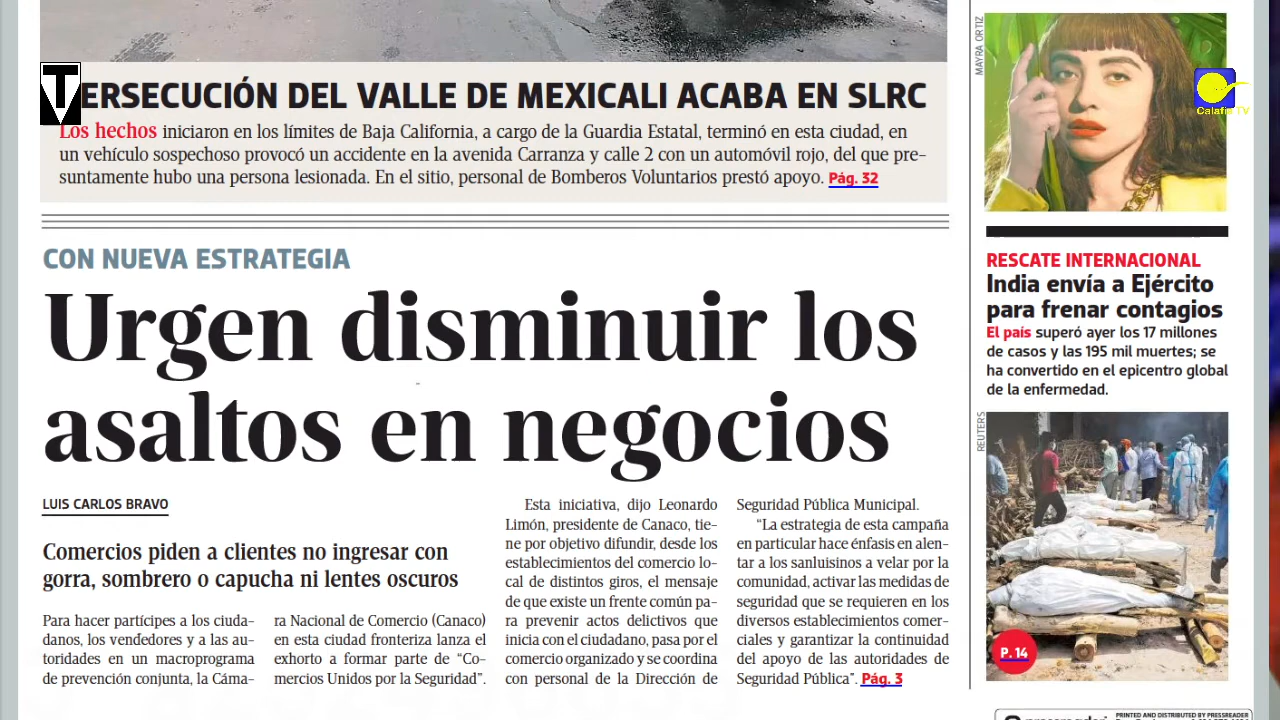 T
ERSECUCIÓN DEL VALLE DE MEXICALI ACABA EN SLRC
Los hechos iniciaron en los límites de Baja California, a cargo de la Guardia Estatal, terminó en esta ciudad, en
un vehículo sospechoso provocó un accidente en la avenida Carranza y calle 2 con un automóvil rojo, del que pre-
suntamente hubo una persona lesionada. En el sitio, personal de Bomberos Voluntarios prestó apoyo. Pág. 32
CON NUEVA ESTRATEGIA
Urgen disminuir los
asaltos en negocios
LUIS CARLOS BRAVO
Comercios piden a clientes no ingresar con
gorra, sombrero o capucha ni lentes oscuros
Para hacer partícipes a los ciuda-
danos, los vendedores y a las au-
toridades en un macroprograma
de prevención conjunta, la Cáma-
ra Nacional de Comercio (Canaco)
en esta ciudad fronteriza lanza el
exhorto a formar parte de “Co-
mercios Unidos por la Seguridad”.
Esta iniciativa, dijo Leonardo
Limón, presidente de Canaco, tie-
ne por objetivo difundir, desde los
establecimientos del comercio lo-
cal de distintos giros, el mensaje
de que existe un frente común pa-
ra prevenir actos delictivos que
inicia con el ciudadano, pasa por el
comercio organizado y se coordina
con personal de la Dirección de
Seguridad Pública Municipal.
“La estrategia de esta campaña
en particular hace énfasis en alen-
tar a los sanluisinos a velar por la
comunidad, activar las medidas de
seguridad que se requieren en los
diversos establecimientos comer-
ciales y garantizar la continuidad
del apoyo de las autoridades de
Seguridad Pública”. Pág. 3
MAYRA ORTIZ
Calafia TV
RESCATE INTERNACIONAL
India envía a Ejército
para frenar contagios
El país superó ayer los 17 millones
de casos y las 195 mil muertes; se
ha convertido en el epicentro global
de la enfermedad.
REUTERS
P. 14
PRINTED AND DISTRIBUTED BY PRESSREADER